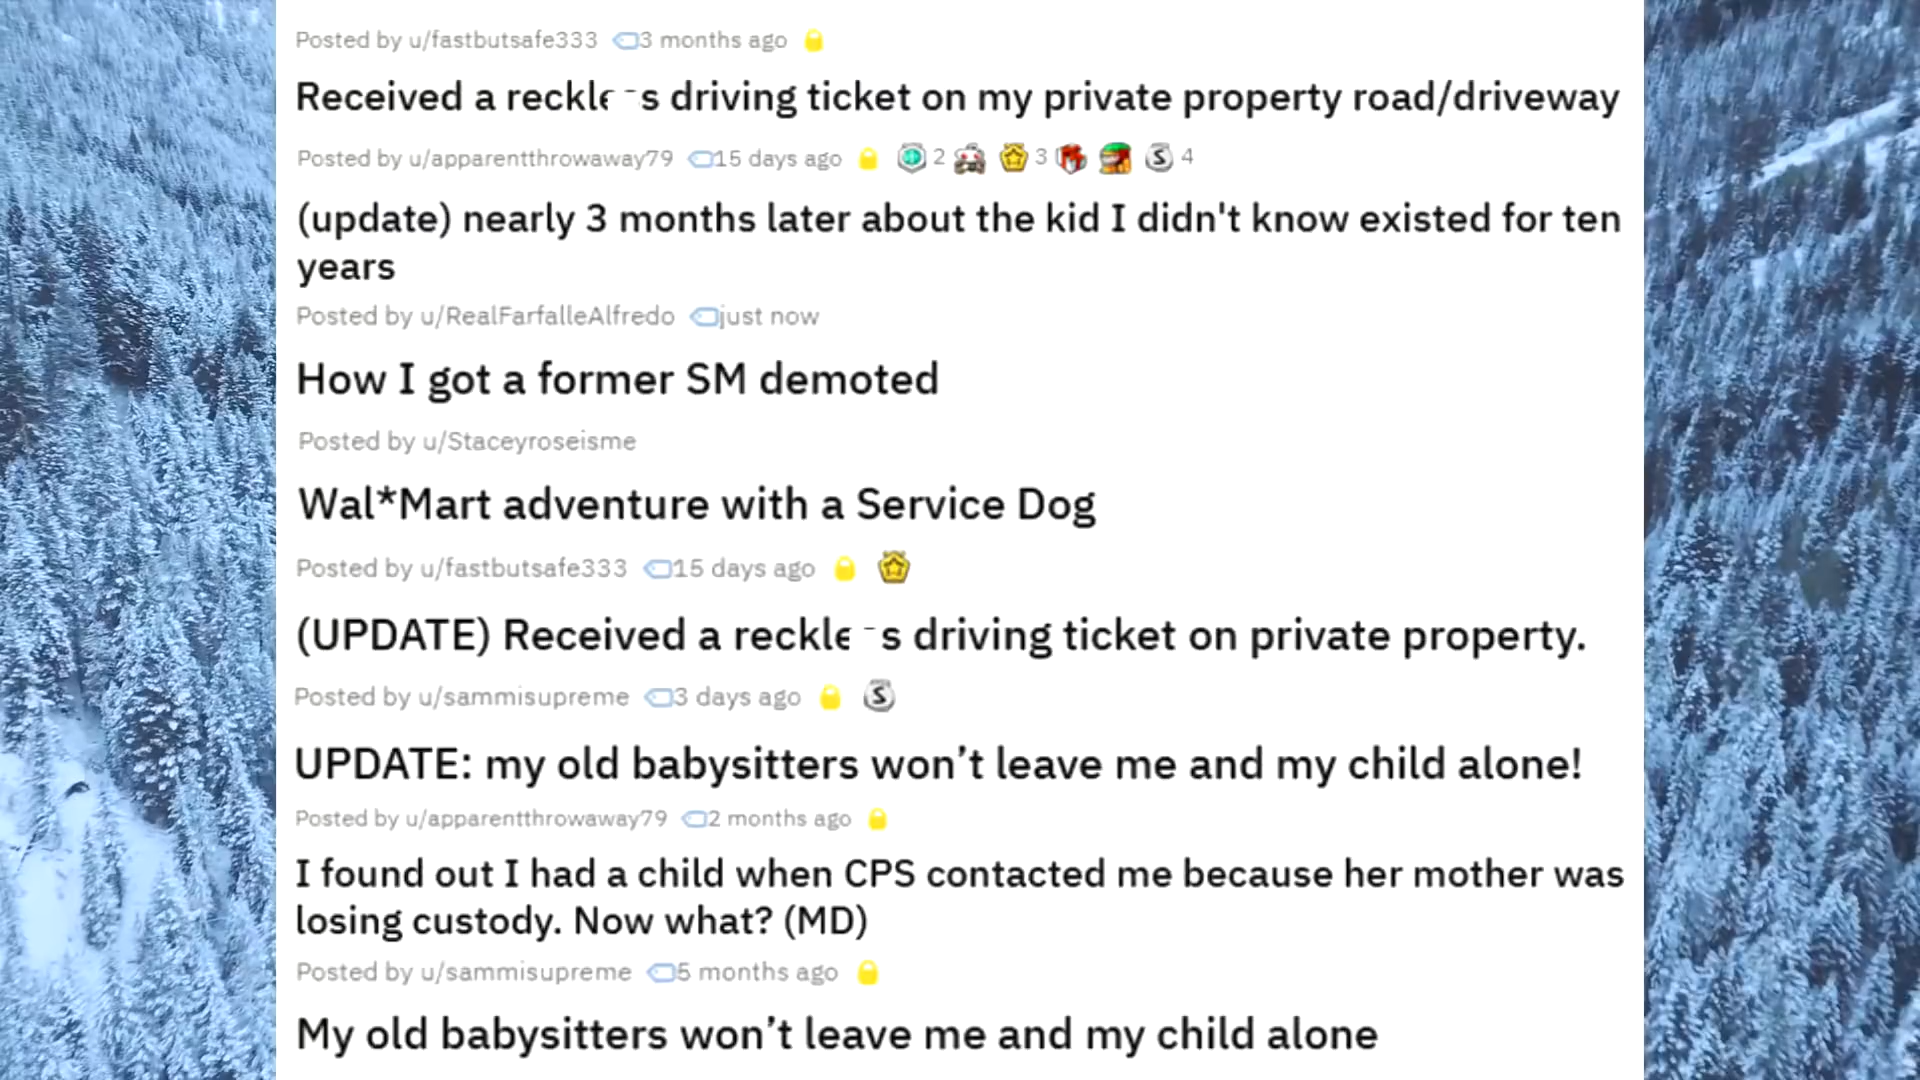 Posted by u/fastbutsafe333 3 months ago
Received a driving ticket on my private property road/driveway
Posted by u/apparentthrowaway79 15 days ago 2 3 4
(update) nearly 3 months later about the kid I didn't know existed for ten
years
Posted by u/RealFarfalleAlfredo just now
How I got a former SM demoted
Posted by u/Staceyroseisme
Wal*Mart adventure with a Service Dog
Posted by u/fastbutsafe333 15 days ago
(UPDATE) Received a driving ticket on private property.
Posted by u/sammisupreme 3 days ago
UPDATE: my old babysitters won’t leave me and my child alone!
Posted by u/apparentthrowaway79 2 months ago
I found out I had a child when CPS contacted me because her mother was
losing custody. Now what? (MD)
Posted by u/sammisupreme 5 months ago
My old babysitters won’t leave me and my child alone